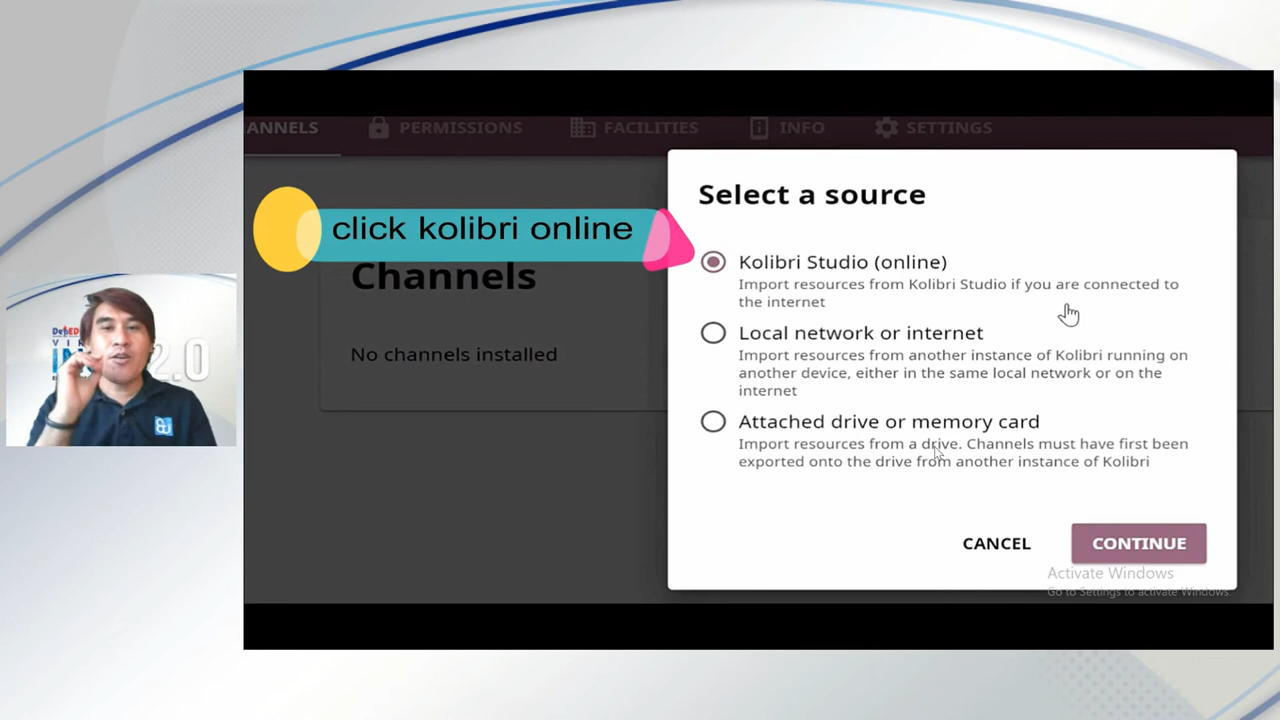 ANNELS
PERMISSIONS
FACILITIES
INFO
SETTINGS
Select a source
click kolibri online
Kolibri Studio (online)
Import resources from Kolibri Studio if you are connected to
the internet
Channels
Local network or internet
Import resources from another instance of Kolibri running on
another device, either in the same local network or on the
internet
No channels installed
Attached drive or memory card
Import resources from a drive. Channels must have first been
exported onto the drive from another instance of Kolibri
CANCEL
CONTINUE
Activate Windows
Go to Settings to activate Windows.
DepED
2.0